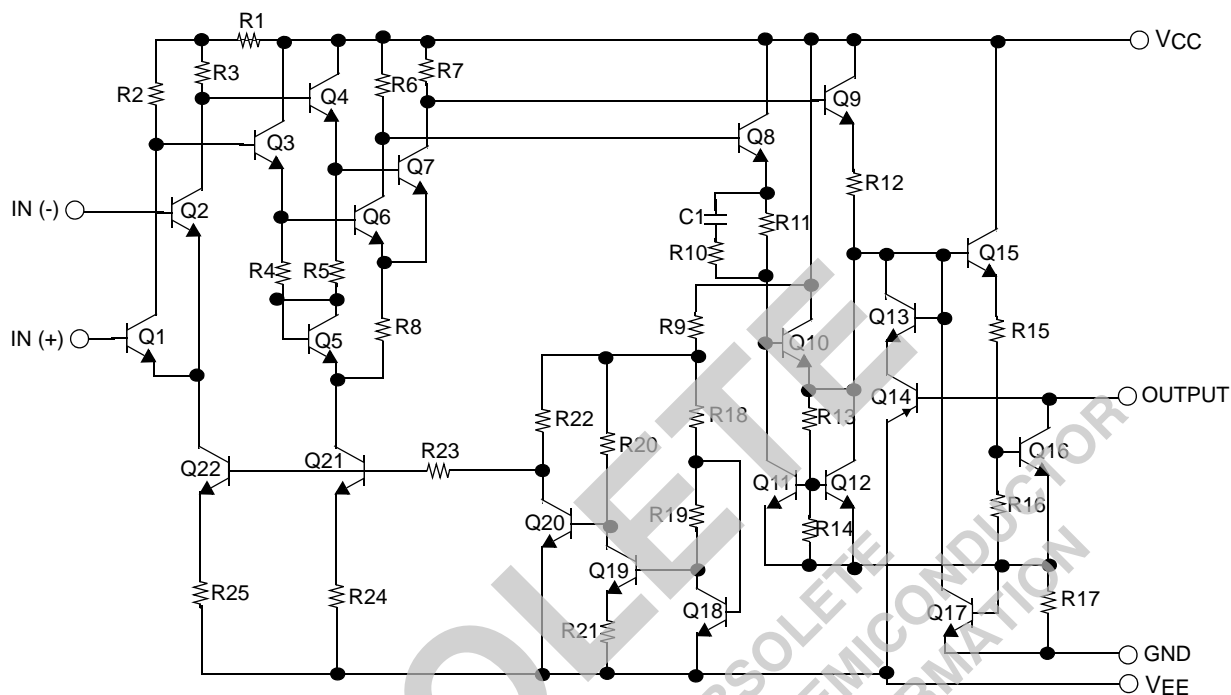 R1
VCC
R2
R3
R6
R7
Q4
Q9
Q3
Q8
Q7
R12
IN (-)
Q2
Q6
C1
R11
Q15
R10
R4
R5
IN (+)
Q1
R8
R9
Q10
Q13
R15
Q5
Q14
OUTPUT
R22
R18
R13
R20
Q16
R23
Q22
Q21
Q11
Q12
R16
R19
Q20
R14
Q19
R25
R24
Q18
Q17
R17
R21
GND
VEE
OLETE
OBSOLETE
SEMICONDUCTOR